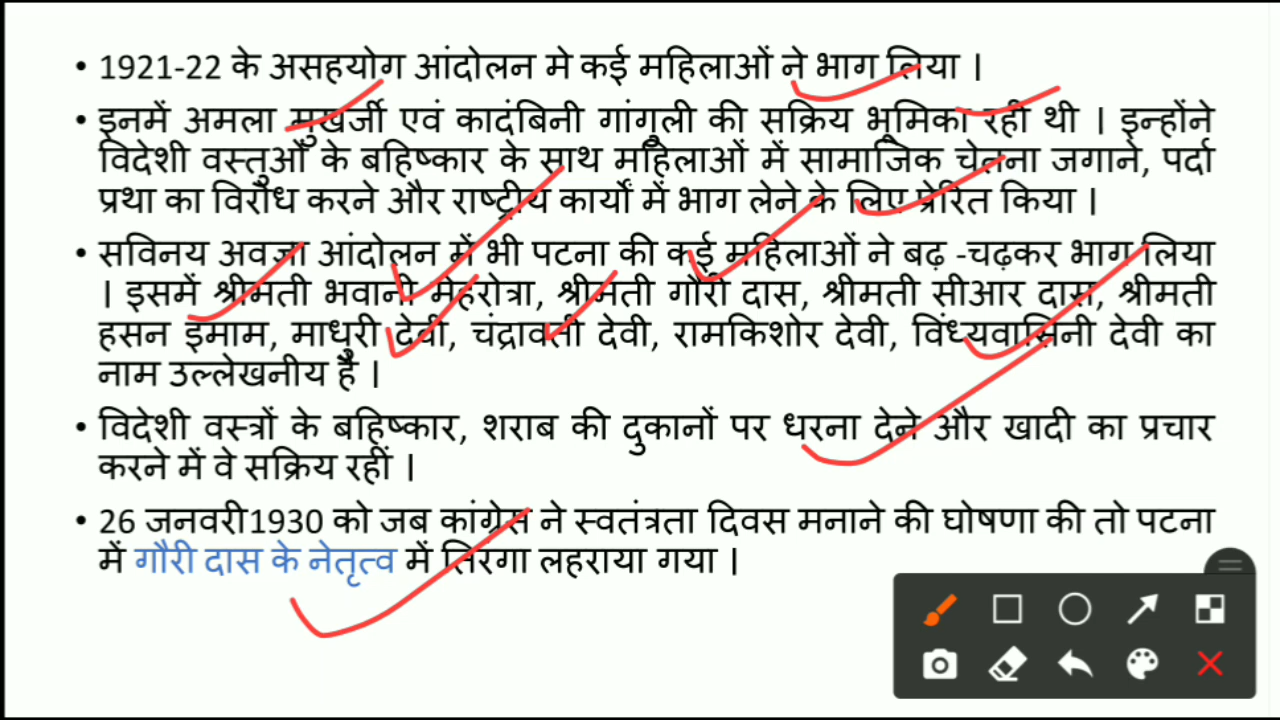 • 1921-22 के असहयोग आंदोलन मे कई महिलाओं ने भाग लिया ।
• इनमें अमला मुखर्जी एवं कादंबिनी गांगुली की सक्रिय भूमिका रही थी । इन्होंने
विदेशी वस्तुओं के बहिष्कार के साथ महिलाओं में सामाजिक चेतना जगाने, पर्दा
प्रथा का विरोध करने और राष्ट्रीय कार्यों में भाग लेने के लिए प्रेरित किया ।
• सविनय अवज्ञा आंदोलन में भी पटना की कई महिलाओं ने बढ़ -चढ़कर भाग लिया
। इसमें श्रीमती भवानी मेहरोत्रा, श्रीमती गौरी दास, श्रीमती सीआर दास, श्रीमती
हसन इमाम, माधुरी देवी, चंद्रावती देवी, रामकिशोर देवी, विंध्यवासिनी देवी का
नाम उल्लेखनीय है ।
• विदेशी वस्त्रों के बहिष्कार, शराब की दुकानों पर धरना देने और खादी का प्रचार
करने में वे सक्रिय रहीं ।
• 26 जनवरी1930 को जब कांग्रेस ने स्वतंत्रता दिवस मनाने की घोषणा की तो पटना
में गौरी दास के नेतृत्व में तिरंगा लहराया गया ।